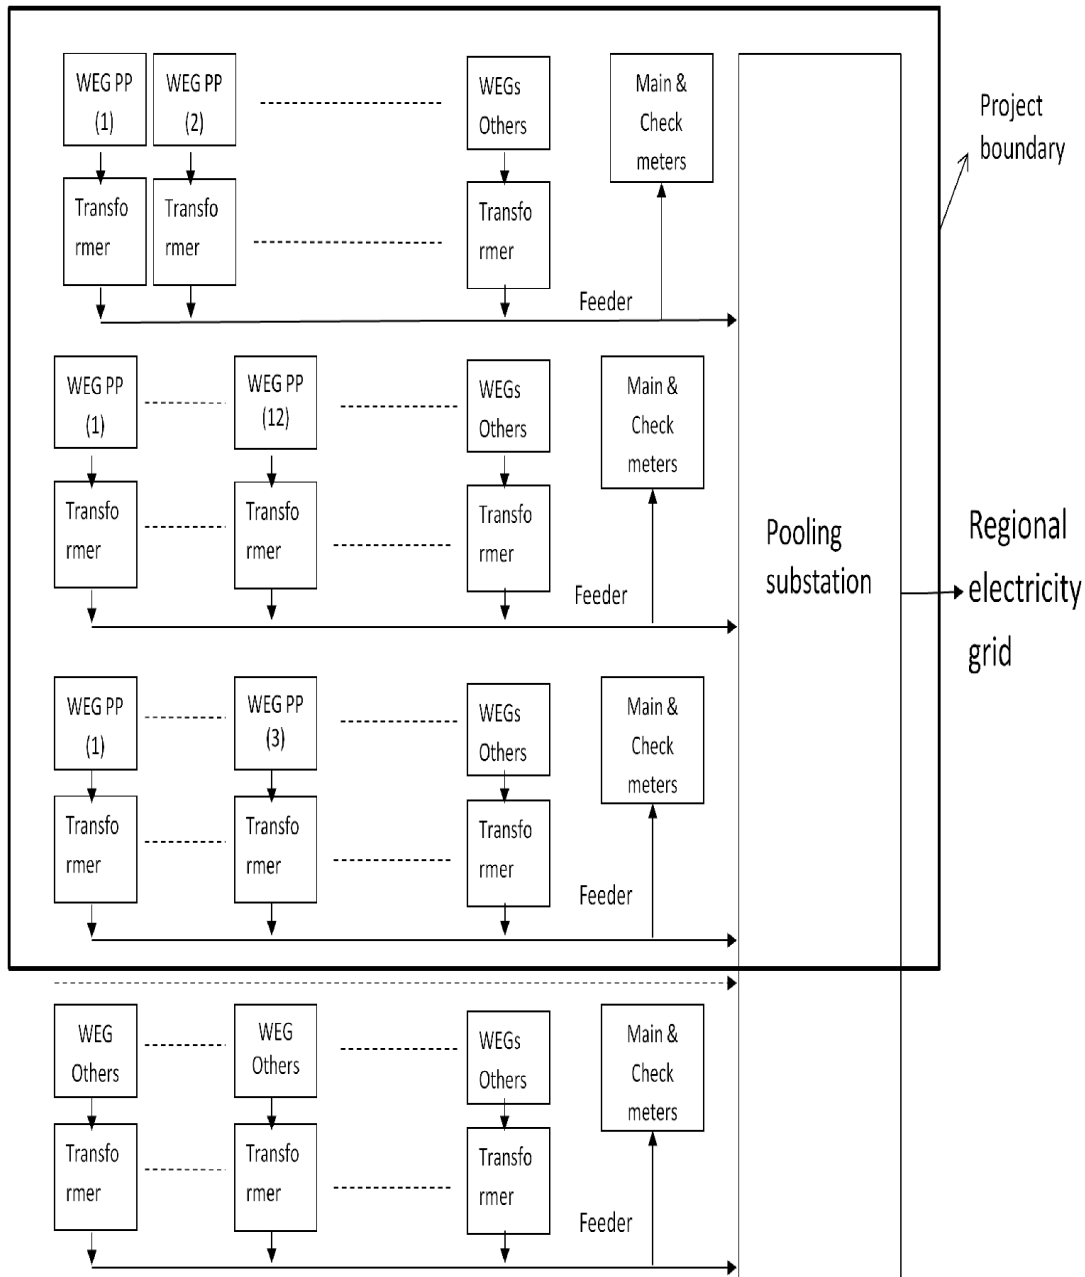 WEG PP
(1)
WEG PP
(2)
WEGs
Others
Main &
Check
meters
Project
boundary
Transfo
rmer
Transfo
rmer
Transfo
rmer
Feeder
WEG PP
(1)
WEG PP
(12)
WEGs
Others
Main &
Check
meters
Transfo
rmer
Transfo
rmer
Transfo
rmer
Feeder
Pooling
substation
Regional
electricity
grid
WEG PP
(1)
WEG PP
(3)
WEGs
Others
Main &
Check
meters
Transfo
rmer
Transfo
rmer
Transfo
rmer
Feeder
WEG
Others
WEG
Others
WEGs
Others
Main &
Check
meters
Transfo
rmer
Transfo
rmer
Transfo
rmer
Feeder